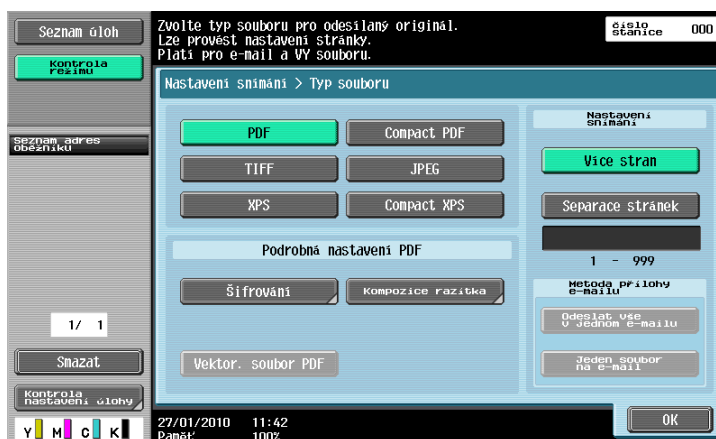 Seznam úloh
Kontrola
režimu
Seznam adres
oběžníku
1/ 1
Smazat
Kontrola
nastavení úlohy
Y M C K
Zvolte typ souboru pro odesílaný originál.
Lze provést nastavení stránky.
Platí pro e-mail a VY souboru.
číslo
stanice 000
Nastavení snímání > Typ souboru
PDF
Compact PDF
TIFF
JPEG
XPS
Compact XPS
Podrobná nastavení PDF
Šifrování
Kompozice razítka
Vektor. soubor PDF
Nastavení
snímání
Více stran
Separace stránek
1 - 999
Metoda přílohy
e-mailu
Odeslat vše
v jednom e-mailu
Jeden soubor
na e-mail
27/01/2010 11:42
Paměť 100%
OK